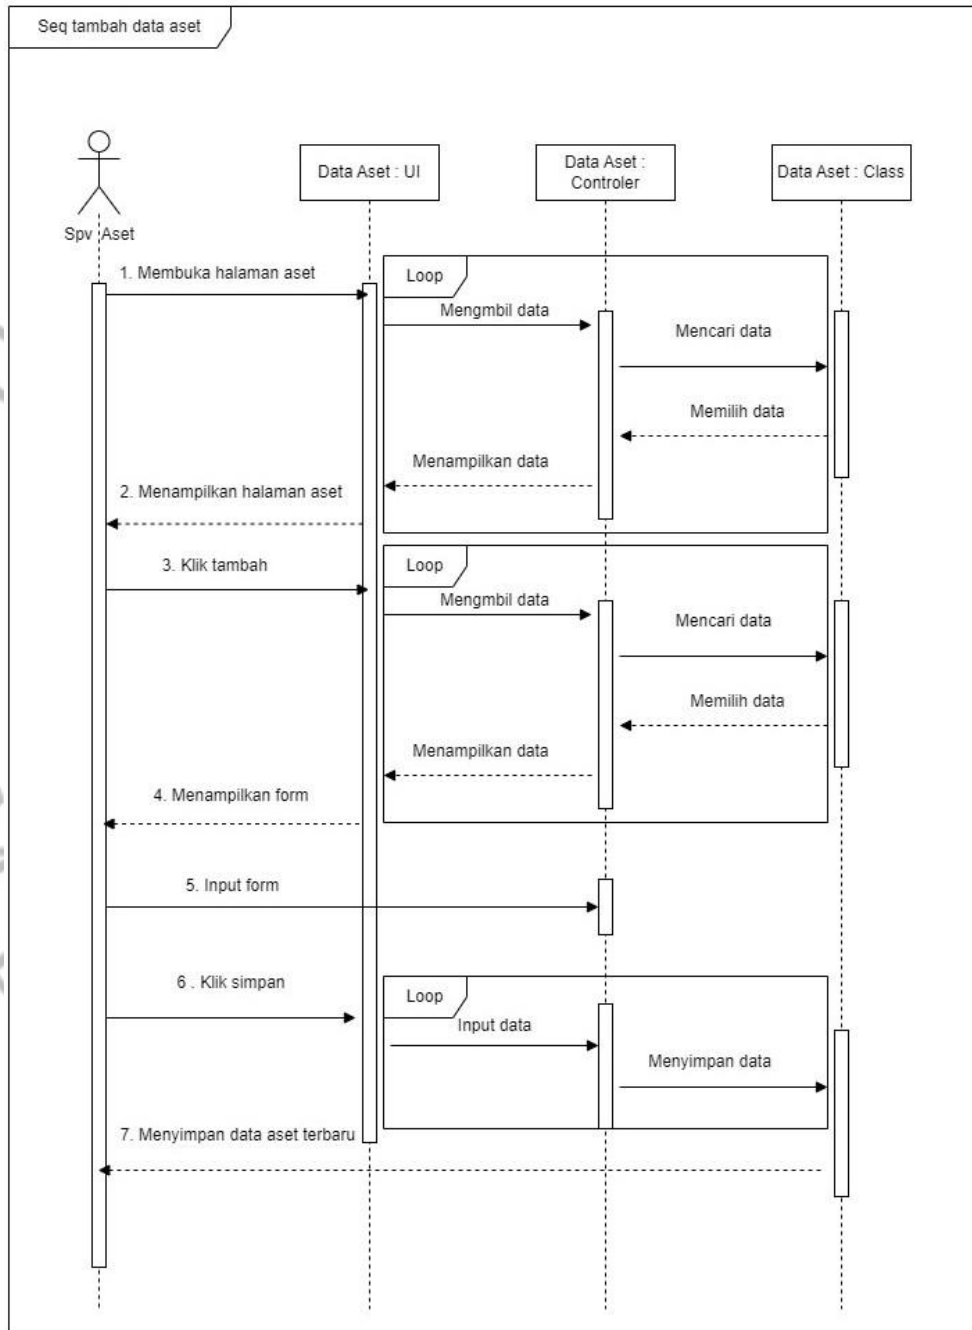 Seq tambah data aset
Data Aset : UI
Data Aset :
Controler
Data Aset : Class
Spv Aset
1. Membuka halaman aset
Loop
Mengmbil data
Mencari data
Memilih data
Menampilkan data
2. Menampilkan halaman aset
3. Klik tambah
Loop
Mengmbil data
Mencari data
Memilih data
Menampilkan data
4. Menampilkan form
5. Input form
6 . Klik simpan
Loop
Input data
Menyimpan data
7. Menyimpan data aset terbaru